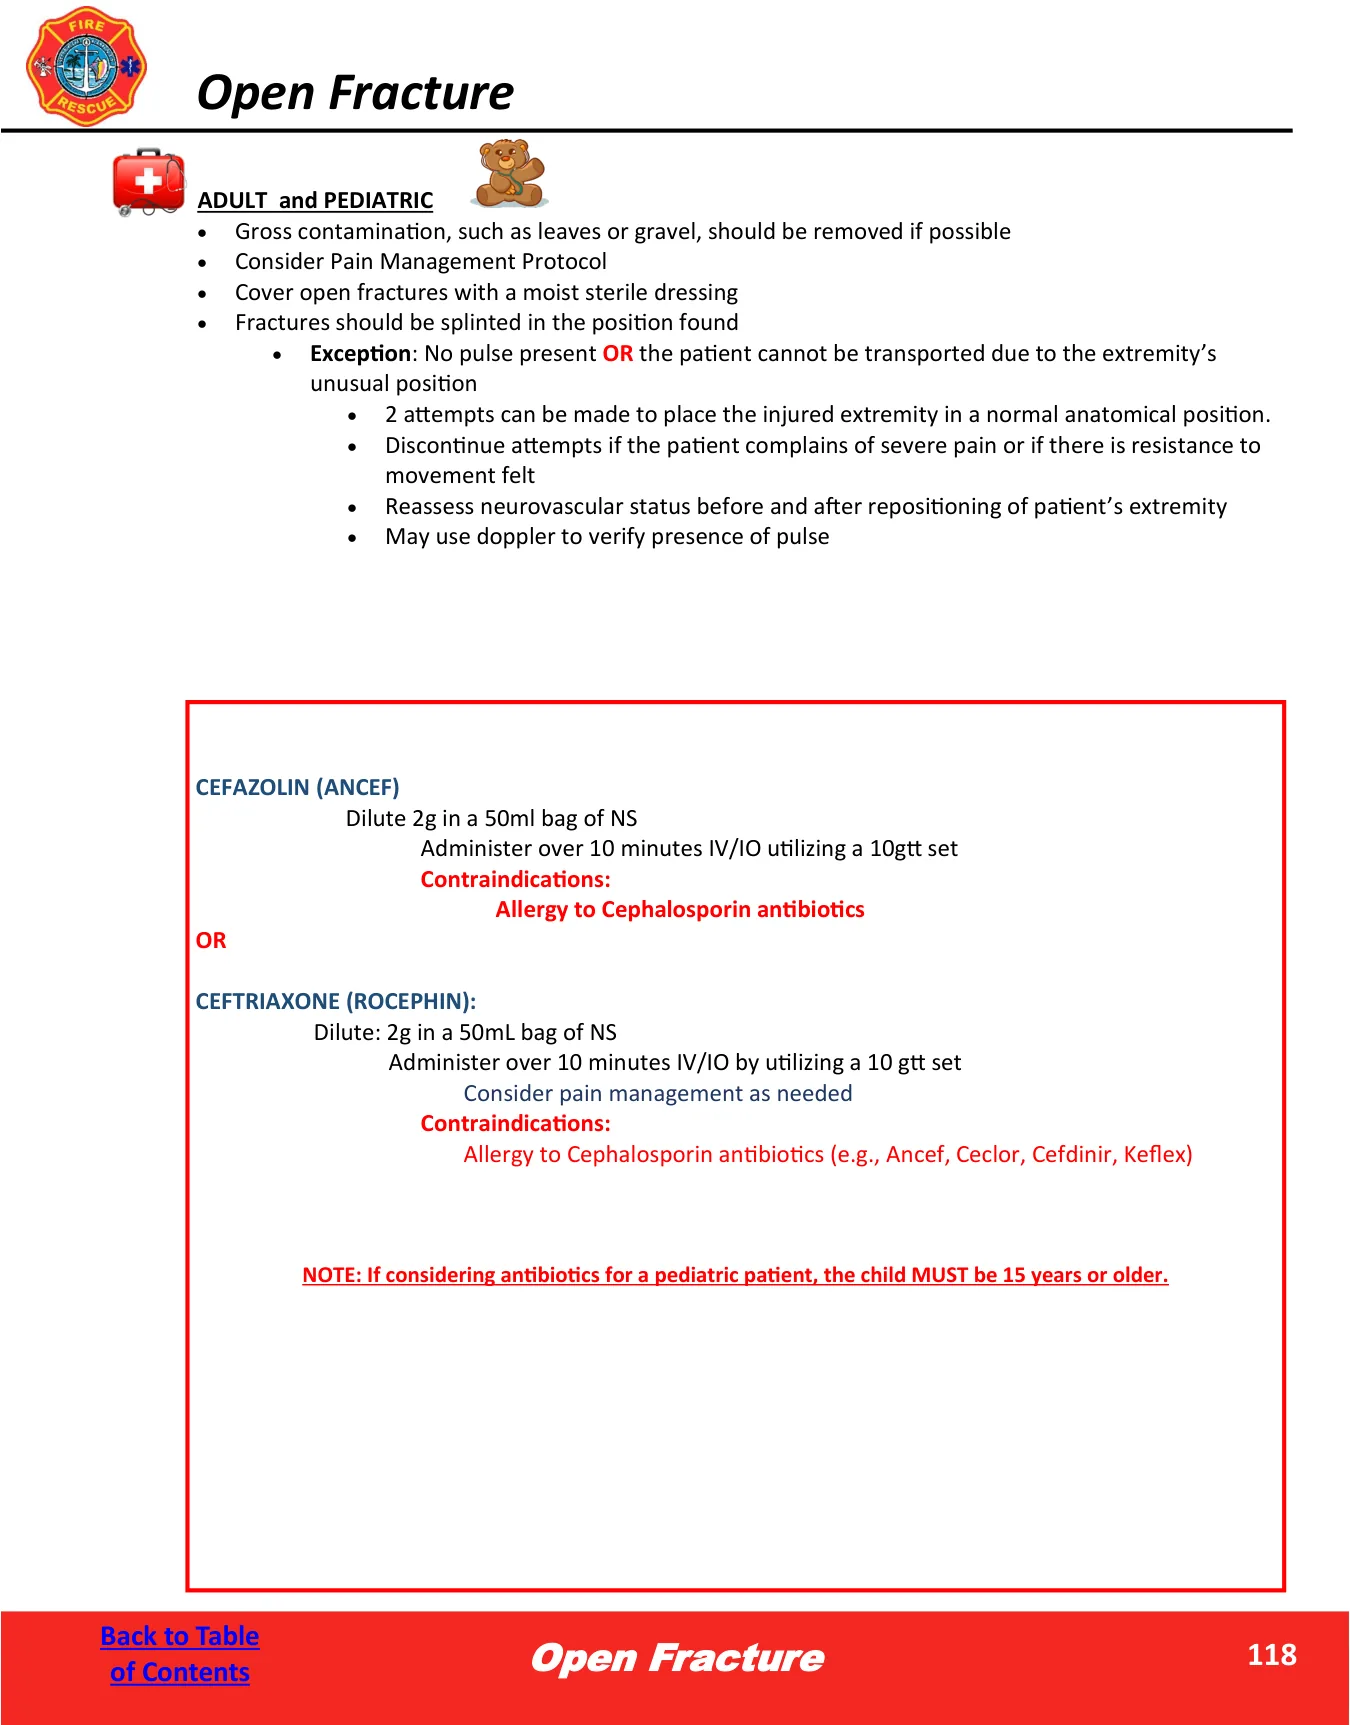 FIRE
RESCUE
Open Fracture
ADULT and PEDIATRIC
• Gross contamination, such as leaves or gravel, should be removed if possible
• Consider Pain Management Protocol
• Cover open fractures with a moist sterile dressing
• Fractures should be splinted in the position found
• Exception: No pulse present OR the patient cannot be transported due to the extremity’s
unusual position
• 2 attempts can be made to place the injured extremity in a normal anatomical position.
• Discontinue attempts if the patient complains of severe pain or if there is resistance to
movement felt
• Reassess neurovascular status before and after repositioning of patient’s extremity
• May use doppler to verify presence of pulse
CEFAZOLIN (ANCEF)
Dilute 2g in a 50ml bag of NS
Administer over 10 minutes IV/IO utilizing a 10gtt set
Contraindications:
Allergy to Cephalosporin antibiotics
OR
CEFTRIAXONE (ROCEPHIN):
Dilute: 2g in a 50mL bag of NS
Administer over 10 minutes IV/IO by utilizing a 10 gtt set
Consider pain management as needed
Contraindications:
Allergy to Cephalosporin antibiotics (e.g., Ancef, Ceclor, Cefdinir, Keflex)
NOTE: If considering antibiotics for a pediatric patient, the child MUST be 15 years or older.
Back to Table
of Contents
Open Fracture
118